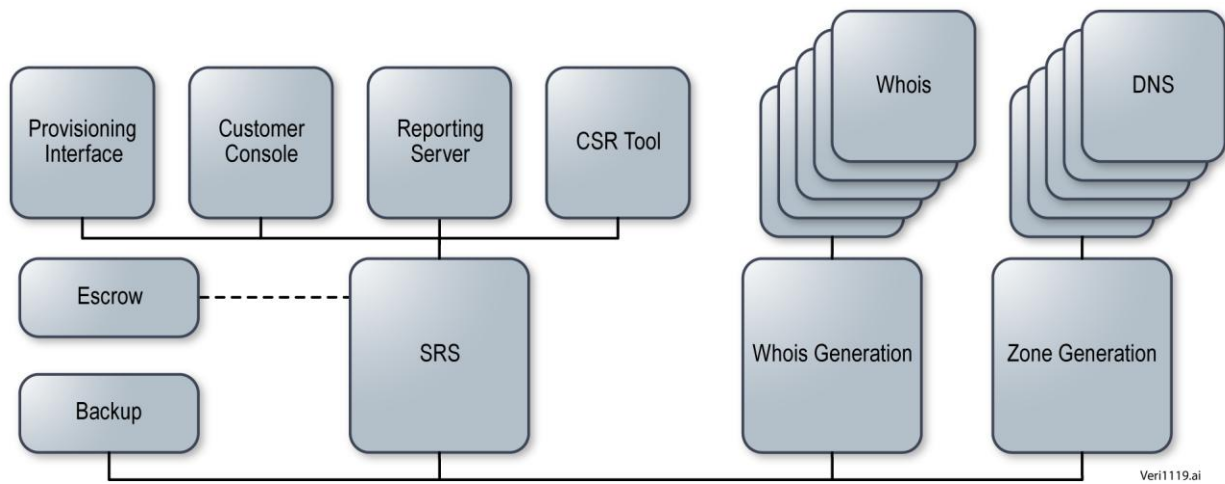 Provisioning
Interface
Customer
Console
Reporting
Server
CSR Tool
Whois
DNS
Escrow
SRS
Whois Generation
Zone Generation
Backup
Veri1119.ai